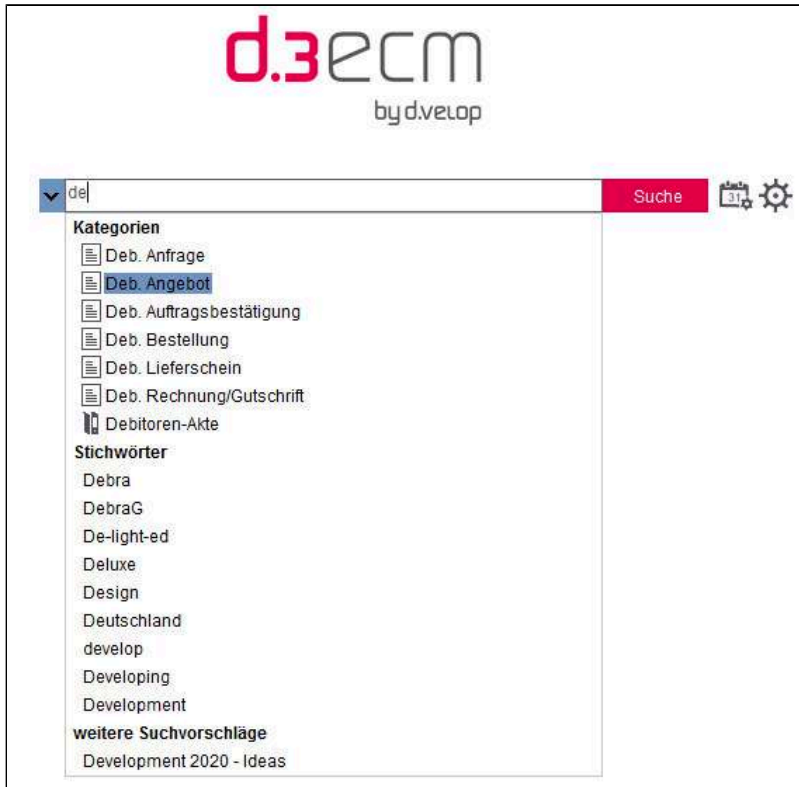 d.3ecm
by d.velop
de
Suche
31
Kategorien
Deb. Anfrage
Deb. Angebot
Deb. Auftragsbestätigung
Deb. Bestellung
Deb. Lieferschein
Deb. Rechnung/Gutschrift
Debitoren-Akte
Stichwörter
Debra
DebraG
De-light-ed
Deluxe
Design
Deutschland
develop
Developing
Development
weitere Suchvorschläge
Development 2020 - Ideas